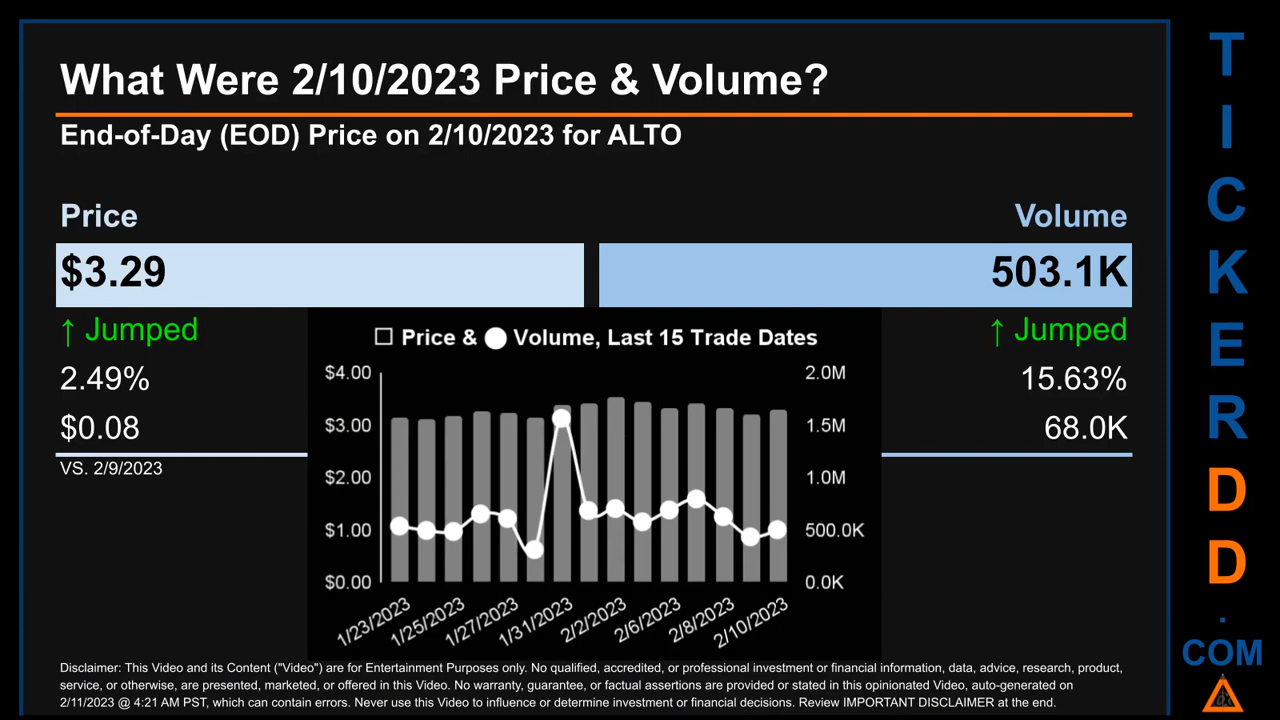 What Were 2/10/2023 Price & Volume?
End-of-Day (EOD) Price on 2/10/2023 for ALTO
Price
Volume
$3.29
503.1K
↑ Jumped
↑ Jumped
2.49%
15.63%
$0.08
68.0K
VS. 2/9/2023
Price & Volume, Last 15 Trade Dates
$4.00
$3.00
$2.00
$1.00
$0.00
2.0M
1.5M
1.0M
500.0K
0.0K
1/23/2023
1/25/2023
1/27/2023
1/31/2023
2/2/2023
2/6/2023
2/8/2023
2/10/2023
Disclaimer: This Video and its Content ("Video") are for Entertainment Purposes only. No qualified, accredited, or professional investment or financial information, data, advice, research, product,
service, or otherwise, are presented, marketed, or offered in this Video. No warranty, guarantee, or factual assertions are provided or stated in this opinionated Video, auto-generated on
2/11/2023 @ 4:21 AM PST, which can contain errors. Never use this Video to influence or determine investment or financial decisions. Review IMPORTANT DISCLAIMER at the end.
T
I
C
K
E
R
D
D
.
COM